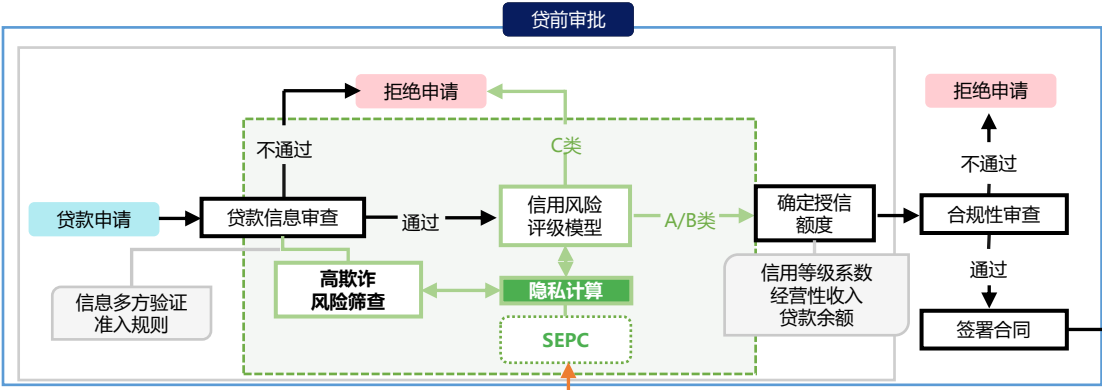 贷前审批
拒绝申请
拒绝申请
C类
不通过
不通过
贷款申请
贷款信息审查
通过
信用风险
评级模型
A/B类
确定授信
额度
合规性审查
高欺诈
风险筛查
隐私计算
信用等级系数
经营性收入
贷款余额
通过
信息多方验证
准入规则
SEPC
签署合同